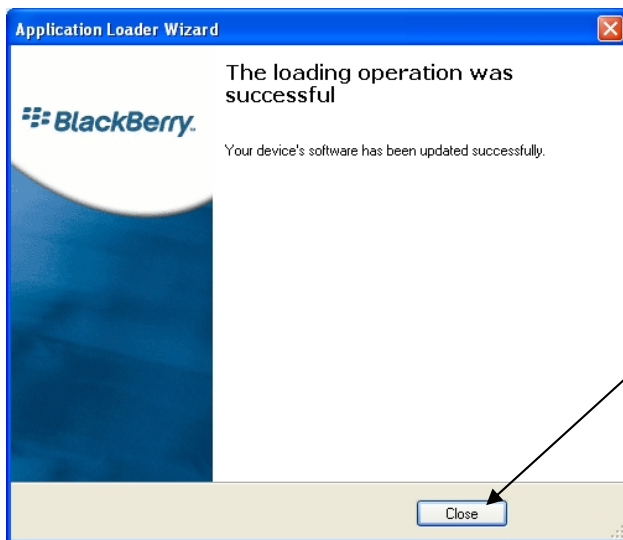 Application Loader Wizard
The loading operation was
successful
BlackBerry.
Your device's software has been updated successfully.
Close